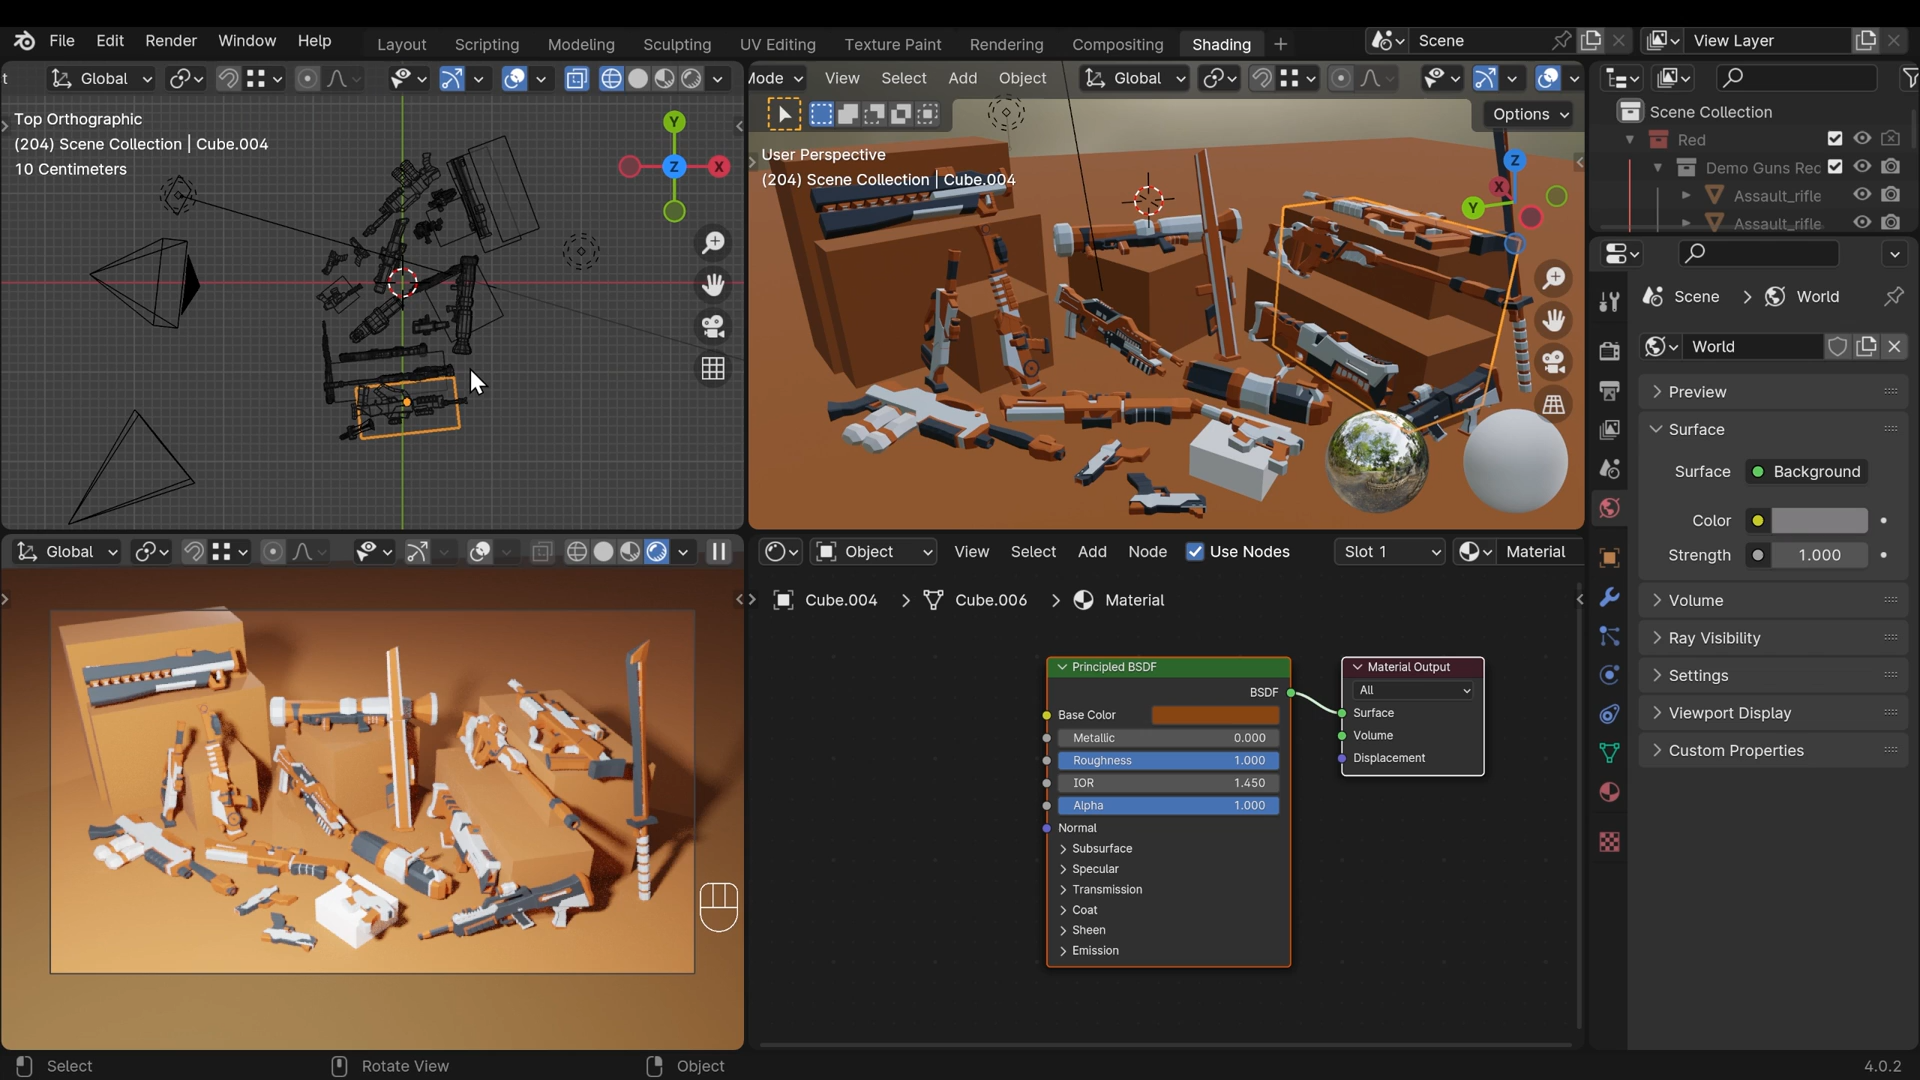 File Edit Render Window Help Layout Scripting Modeling Sculpting UV Editing Texture Paint Rendering Compositing Shading Scene View Layer
t Global
Top Orthographic
(204) Scene Collection | Cube.004
10 Centimeters
Y
Z
X
Mode View Select Add Object Global
Options
User Perspective
(204) Scene Collection | Cube.004
Z
X
Y
Scene Collection
Red
Demo Guns Rec
Assault_rifle
Assault_rifle
Scene World
World
Preview
Surface
Surface Background
Color
Strength 1.000
Volume
Ray Visibility
Settings
Viewport Display
Custom Properties
Global
Object View Select Add Node Use Nodes Slot 1 Material
Cube.004 Cube.006 Material
Principled BSDF
BSDF
Base Color
Metallic 0.000
Roughness 1.000
IOR 1.450
Alpha 1.000
Normal
Subsurface
Specular
Transmission
Coat
Sheen
Emission
Material Output
All
Surface
Volume
Displacement
Select Rotate View Object 4.0.2